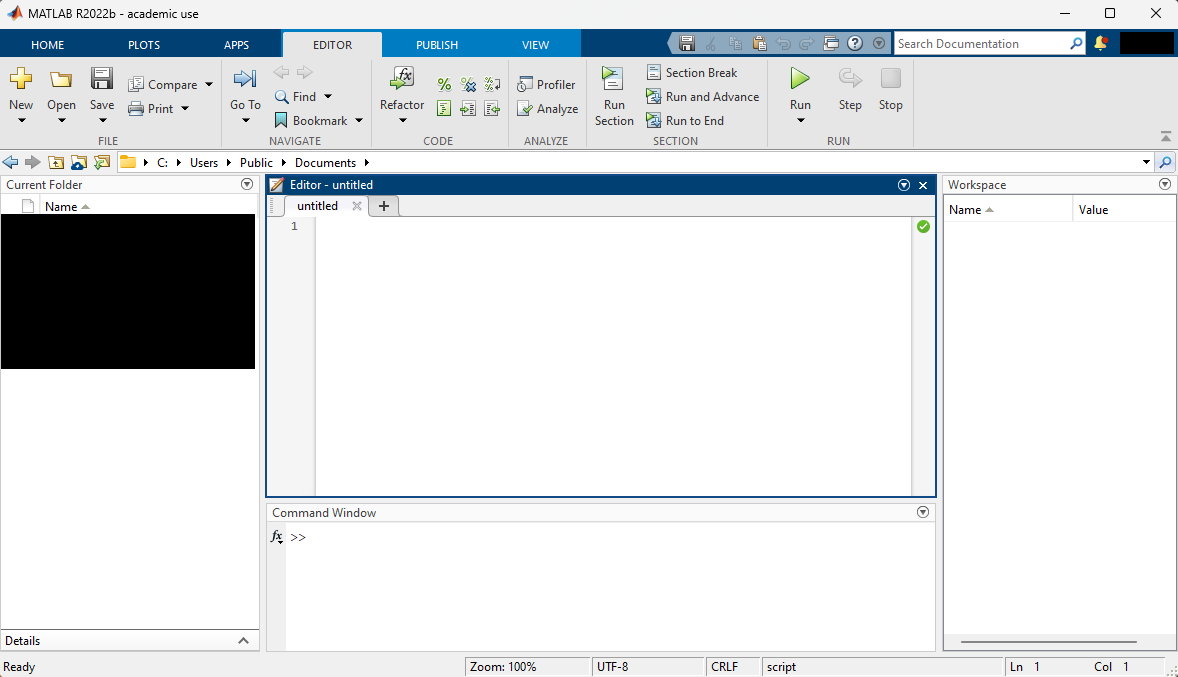 MATLAB R2022b - academic use
HOME PLOTS APPS EDITOR PUBLISH VIEW Search Documentation
New Open Save Compare Print
Go To Find Bookmark
Refactor
Profiler Analyze
Run Section Section Break Run and Advance Run to End
Run Step Stop
FILE NAVIGATE CODE ANALYZE SECTION RUN
C: Users Public Documents
Current Folder
Name
Editor - untitled
untitled +
1
Workspace
Name Value
Command Window
fx >>
Details
Ready Zoom: 100% UTF-8 CRLF script Ln 1 Col 1